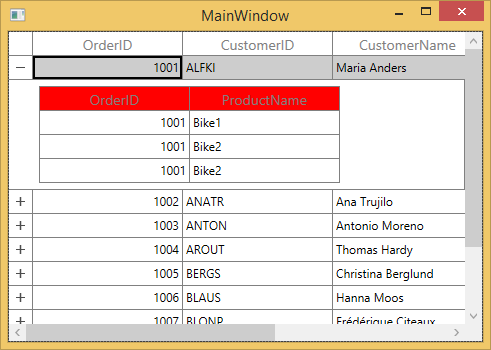 MainWindow
OrderID CustomerID CustomerName
1001 ALFKI Maria Anders
OrderID ProductName
1001 Bike1
1001 Bike2
1001 Bike2
1002 ANATR Ana Trujilo
1003 ANTON Antonio Moreno
1004 AROUT Thomas Hardy
1005 BERGS Christina Berglund
1006 BLAUS Hanna Moos
1007 BLONP Frédérique Citeaux